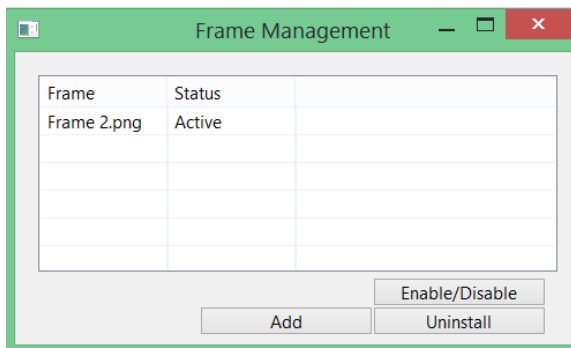 Frame Management
Frame Status
Frame 2.png Active
Enable/Disable
Add Uninstall